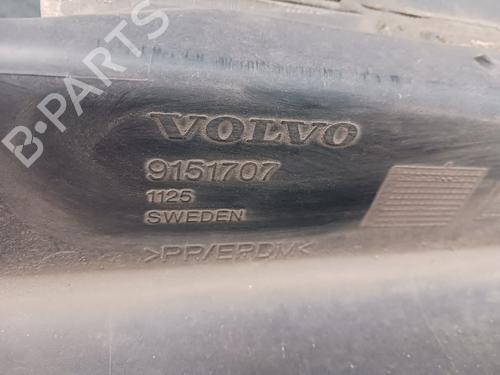 B-PARTS
VOLVO
9151707
1125
SWEDEN
>PP/EPDM<